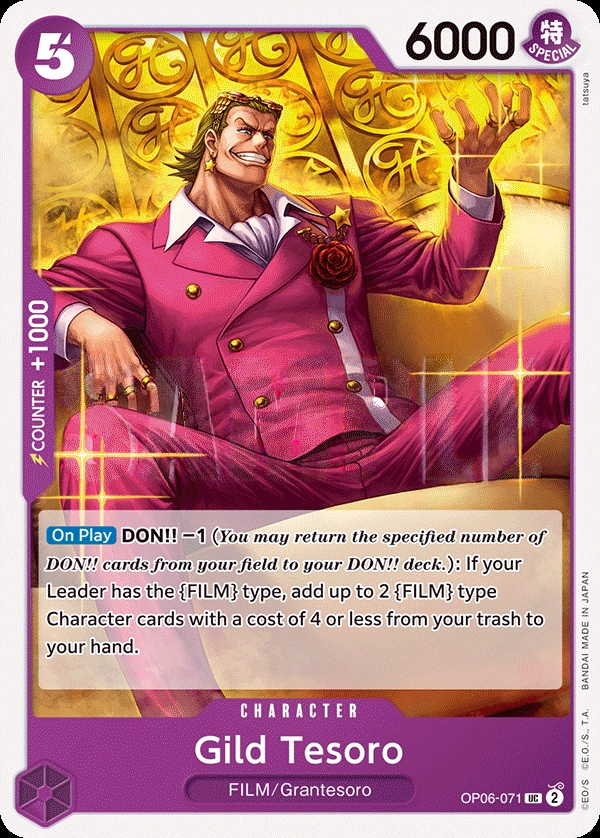 5
6000
特
SPECIAL
tatsuya
COUNTER +1000
SAMPLE
On Play DON!! −1 (You may return the specified number of
DON!! cards from your field to your DON!! deck.): If your
Leader has the {FILM} type, add up to 2 {FILM} type
Character cards with a cost of 4 or less from your trash to
your hand.
CHARACTER
Gild Tesoro
FILM/Grantesoro
OP06-071 UC 2
©EO/S ©E.O./S., T.A. BANDAI MADE IN JAPAN